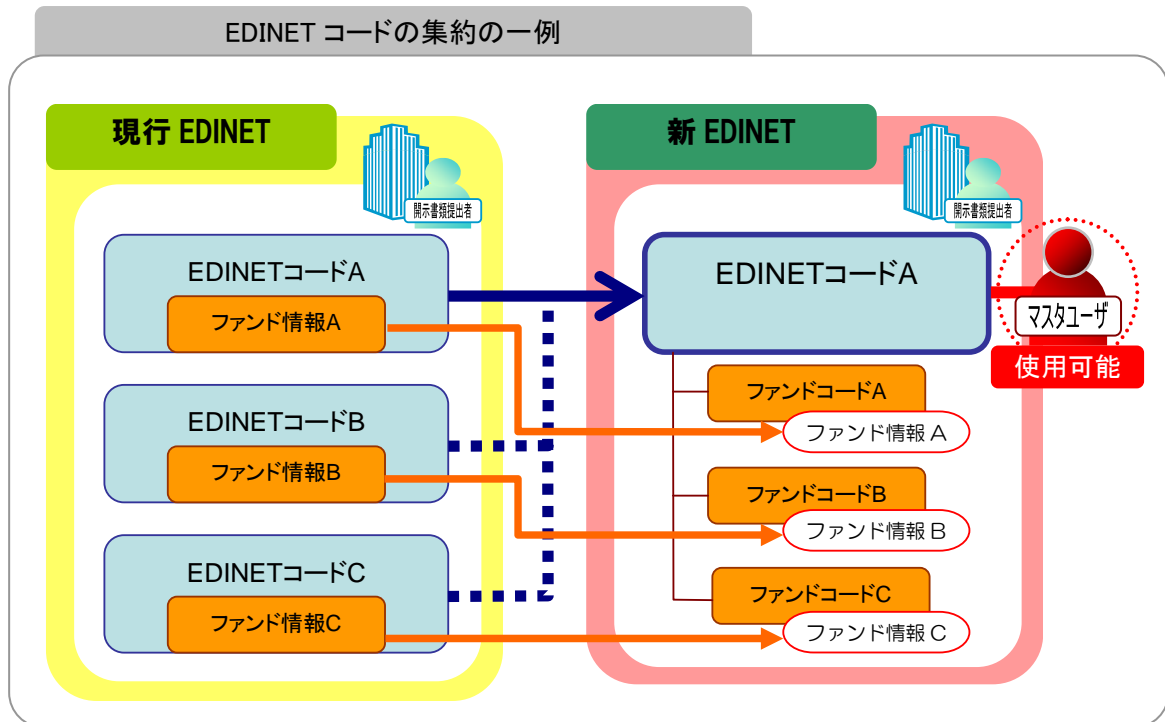 EDINET コードの集約の一例
現行 EDINET
開示書類提出者
EDINETコードA
ファンド情報A
EDINETコードB
ファンド情報B
EDINETコードC
ファンド情報C
新 EDINET
開示書類提出者
EDINETコードA
マスタユーザ
使用可能
ファンドコードA
ファンド情報 A
ファンドコードB
ファンド情報 B
ファンドコードC
ファンド情報 C